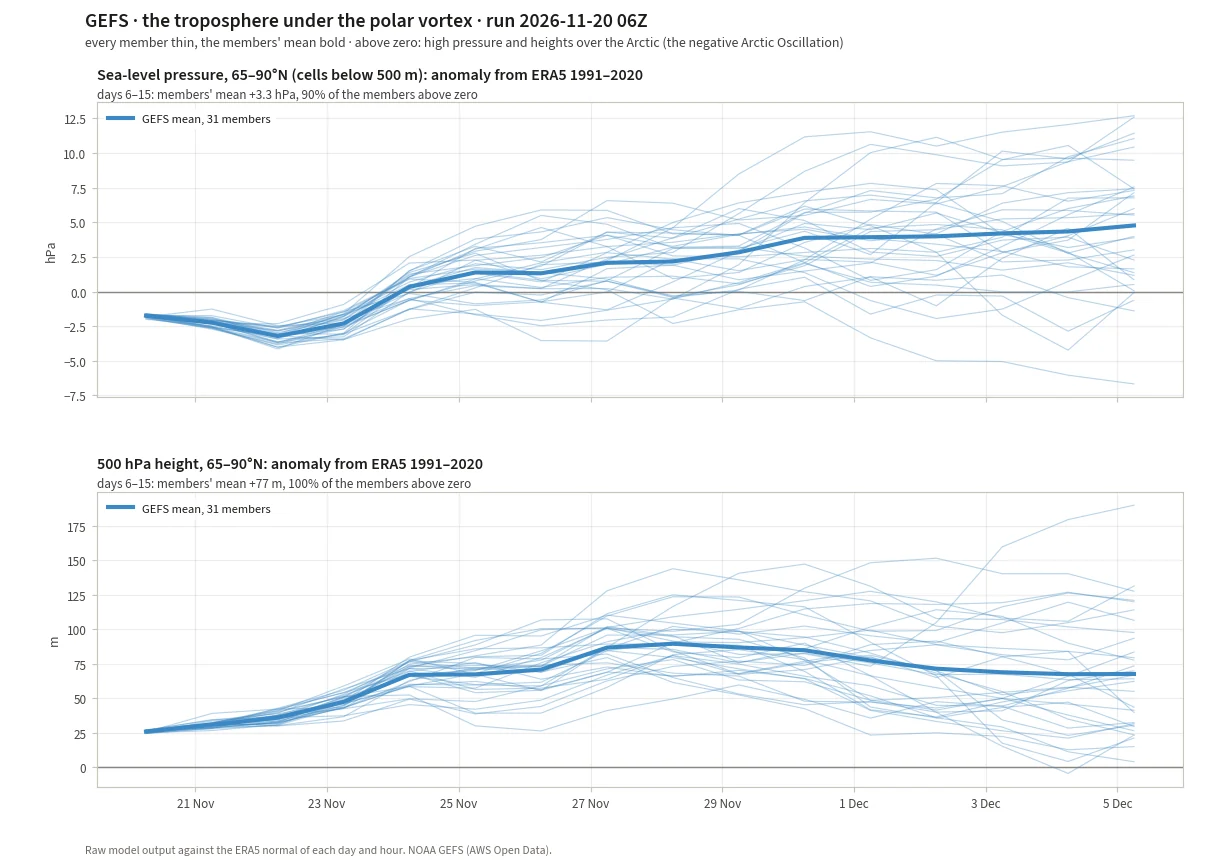 GEFS · the troposphere under the polar vortex · run 2026-11-20 06Z
every member thin, the members' mean bold · above zero: high pressure and heights over the Arctic (the negative Arctic Oscillation)
Sea-level pressure, 65–90°N (cells below 500 m): anomaly from ERA5 1991–2020
days 6–15: members' mean +3.3 hPa, 90% of the members above zero
GEFS mean, 31 members
12.5
10.0
7.5
5.0
2.5
0.0
−2.5
−5.0
−7.5
hPa
500 hPa height, 65–90°N: anomaly from ERA5 1991–2020
days 6–15: members' mean +77 m, 100% of the members above zero
GEFS mean, 31 members
175
150
125
100
75
50
25
0
m
21 Nov 23 Nov 25 Nov 27 Nov 29 Nov 1 Dec 3 Dec 5 Dec
Raw model output against the ERA5 normal of each day and hour. NOAA GEFS (AWS Open Data).